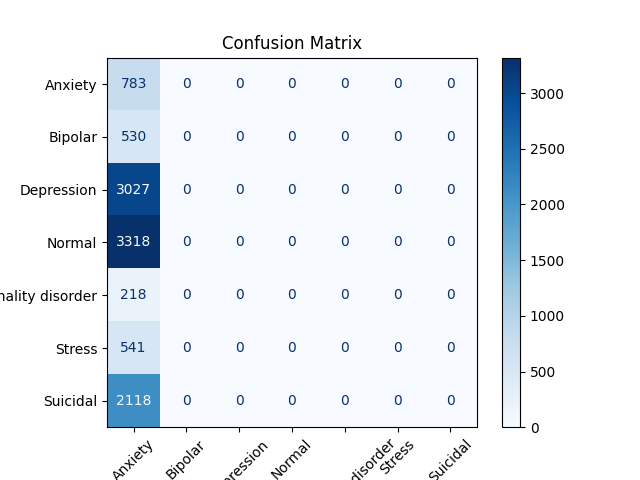 Confusion Matrix
Anxiety 783 0 0 0 0 0 0
Bipolar 530 0 0 0 0 0 0
Depression 3027 0 0 0 0 0 0
Normal 3318 0 0 0 0 0 0
nality disorder 218 0 0 0 0 0 0
Stress 541 0 0 0 0 0 0
Suicidal 2118 0 0 0 0 0 0
Anxiety Bipolar pression Normal disorder Stress Suicidal
3000
2500
2000
1500
1000
500
0